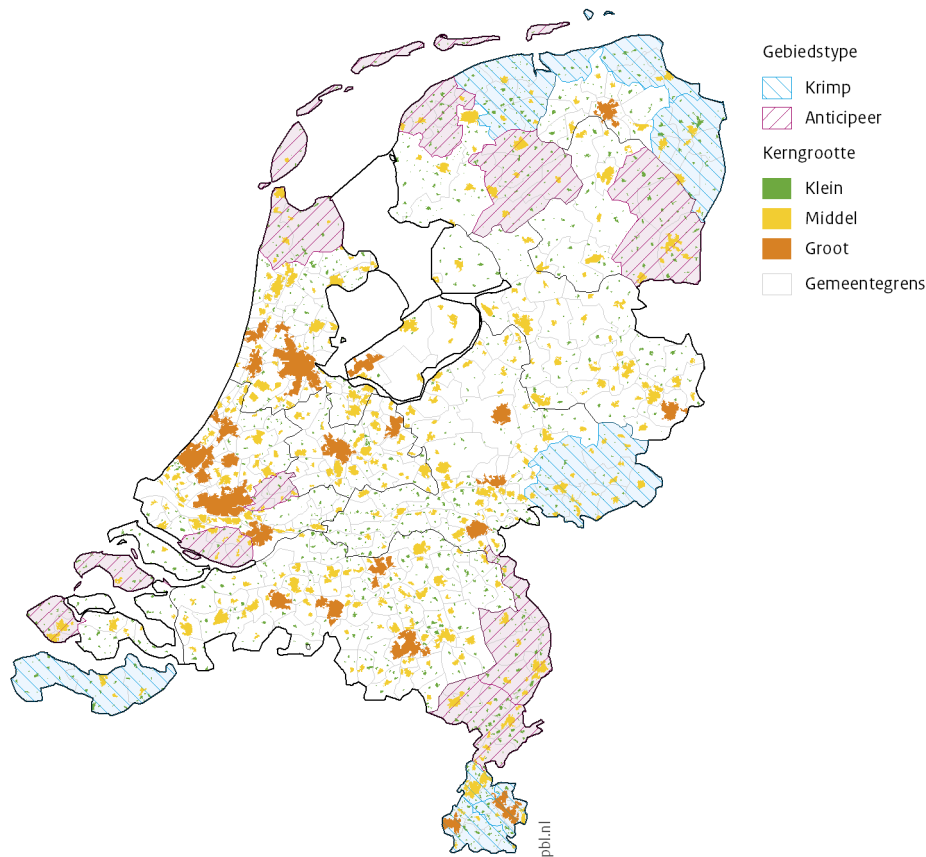 Gebiedstype
Krimp
Anticipeer
Kerngrootte
Klein
Middel
Groot
Gemeentegrens
pbl.nl